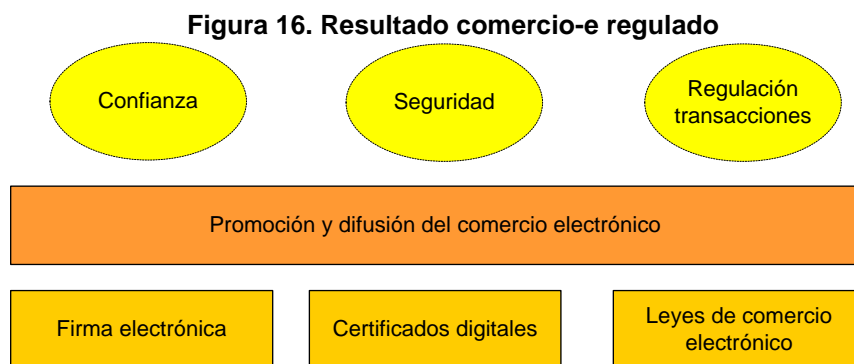 Figura 16. Resultado comercio-e regulado
Confianza
Seguridad
Regulación
transacciones
Promoción y difusión del comercio electrónico
Firma electrónica
Certificados digitales
Leyes de comercio
electrónico